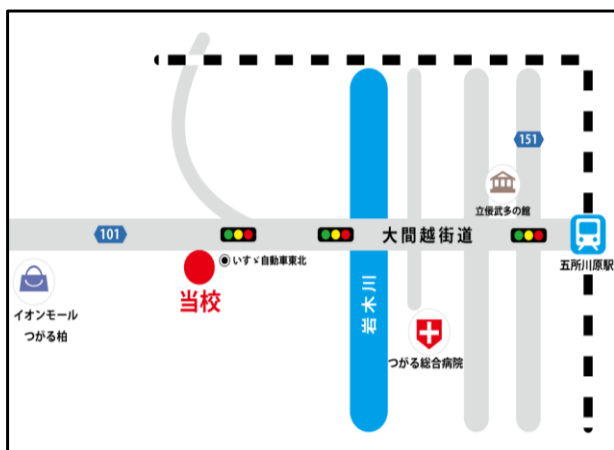 151
立佞武多の館
101
大間越街道
五所川原駅
いすゞ自動車東北
当校
イオンモール
つがる柏
岩木川
つがる総合病院